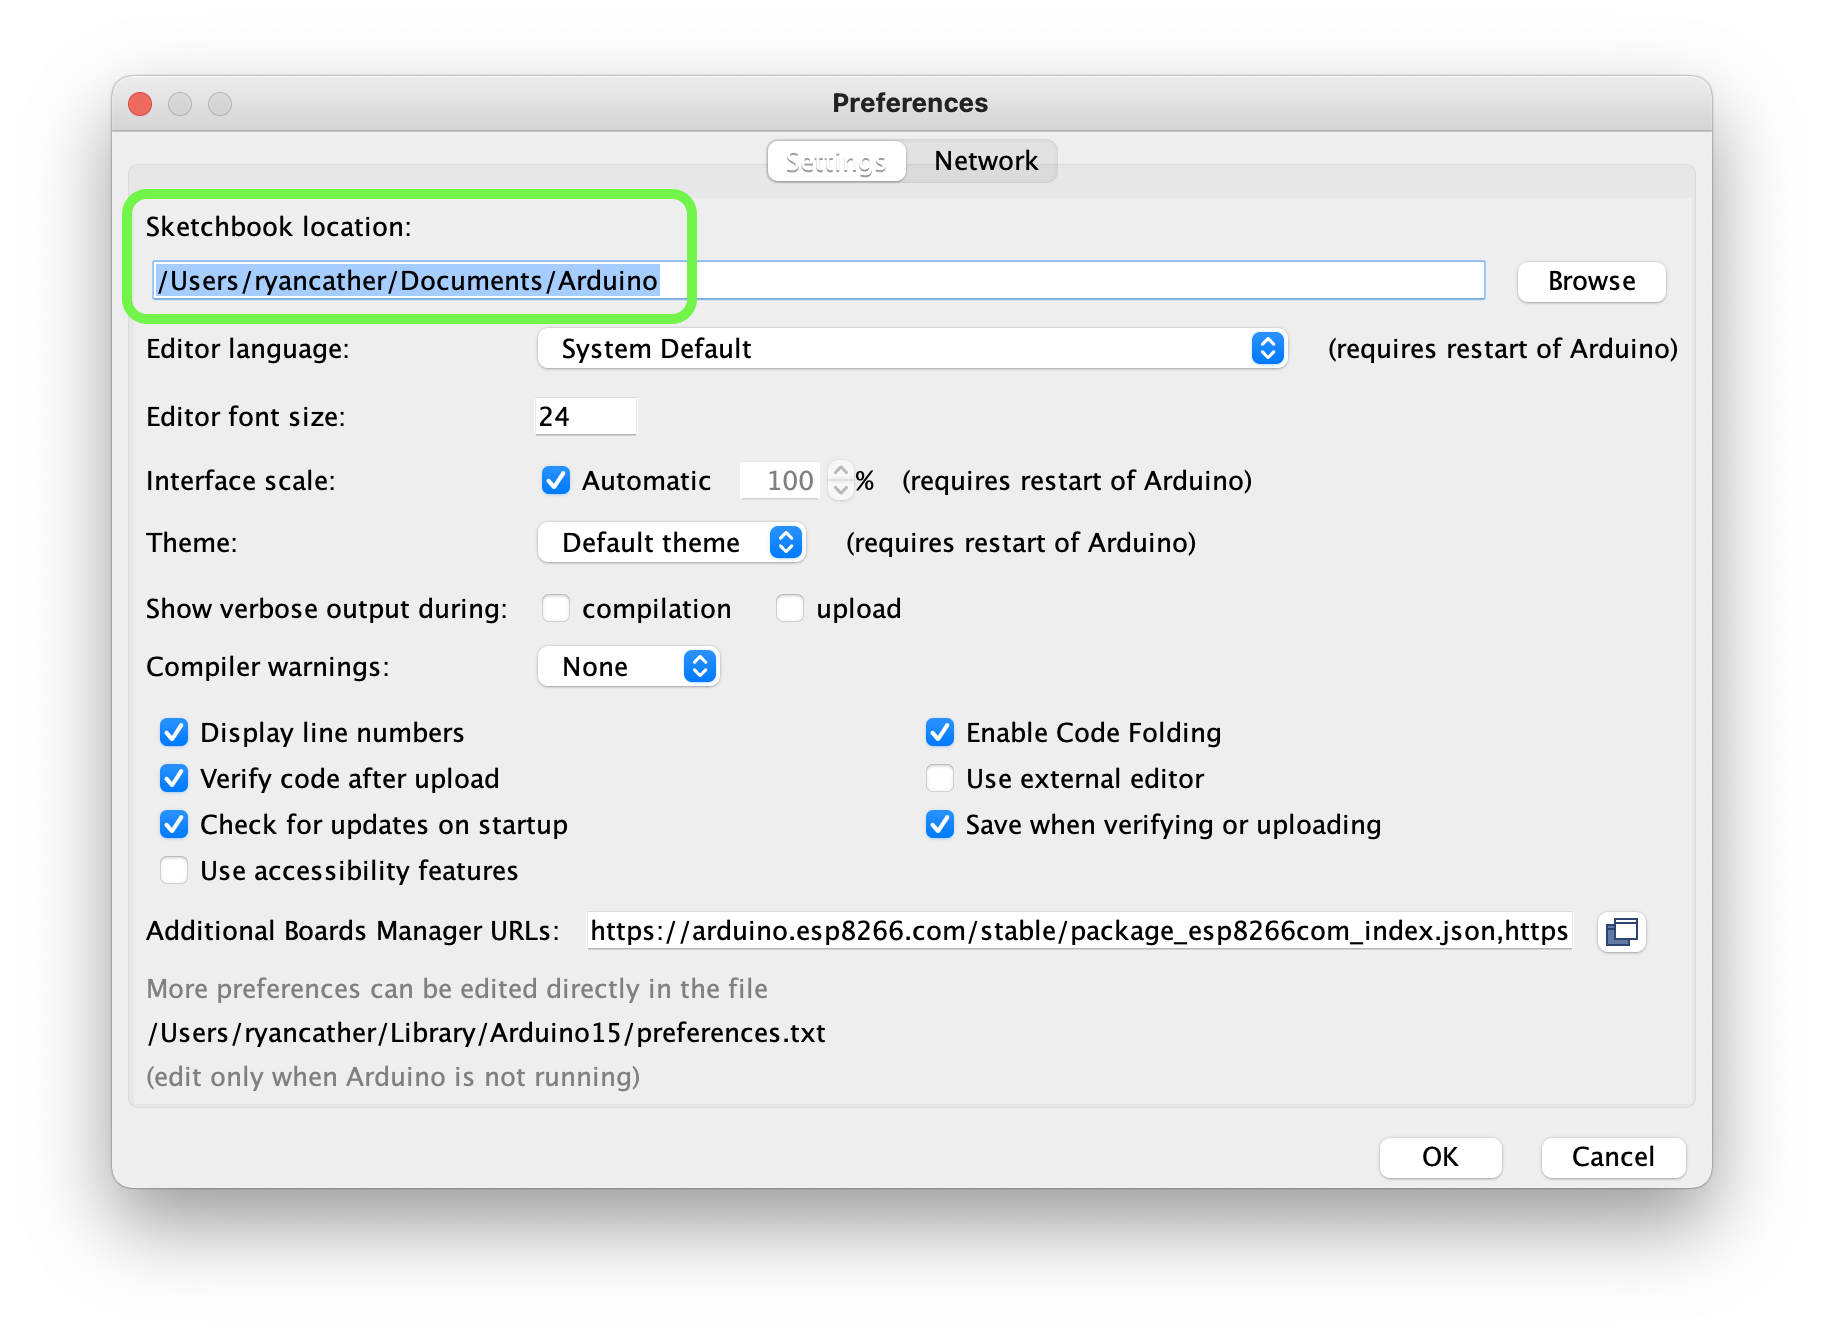 Preferences
Settings Network
Sketchbook location:
/Users/ryancather/Documents/Arduino Browse
Editor language: System Default (requires restart of Arduino)
Editor font size: 24
Interface scale: Automatic 100 % (requires restart of Arduino)
Theme: Default theme (requires restart of Arduino)
Show verbose output during: compilation upload
Compiler warnings: None
Display line numbers Enable Code Folding
Verify code after upload Use external editor
Check for updates on startup Save when verifying or uploading
Use accessibility features
Additional Boards Manager URLs: https://arduino.esp8266.com/stable/package_esp8266com_index.json,https
More preferences can be edited directly in the file
/Users/ryancather/Library/Arduino15/preferences.txt
(edit only when Arduino is not running)
OK Cancel